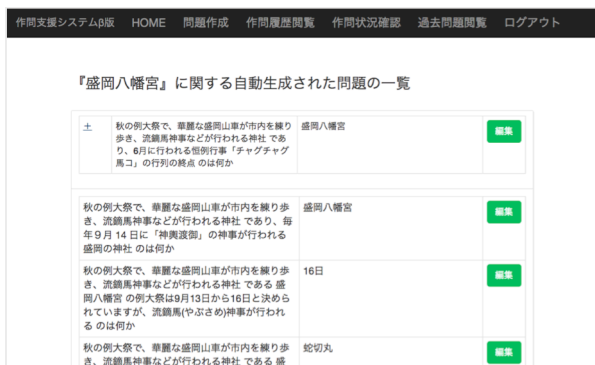 作問支援システムβ版 HOME 問題作成 作問履歴閲覧 作問状況確認 過去問題閲覧 ログアウト
『盛岡八幡宮』に関する自動生成された問題の一覧
+ 秋の例大祭で、華麗な盛岡山車が市内を練り 盛岡八幡宮 編集
歩き、流鏑馬神事などが行われる神社 であ
り、6月に行われる恒例行事「チャグチャグ
馬コ」の行列の終点 のは何か
秋の例大祭で、華麗な盛岡山車が市内を練り歩 盛岡八幡宮 編集
き、流鏑馬神事などが行われる神社 であり、毎
年９月 14 日に「神輿渡御」の神事が行われる
盛岡の神社 のは何か
秋の例大祭で、華麗な盛岡山車が市内を練り歩 16日 編集
き、流鏑馬神事などが行われる神社 である 盛
岡八幡宮 の例大祭は9月13日から16日と決めら
れていますが、流鏑馬(やぶさめ)神事が行われ
る のは何か
秋の例大祭で、華麗な盛岡山車が市内を練り歩 蛇切丸 編集
き、流鏑馬神事などが行われる神社 である 盛